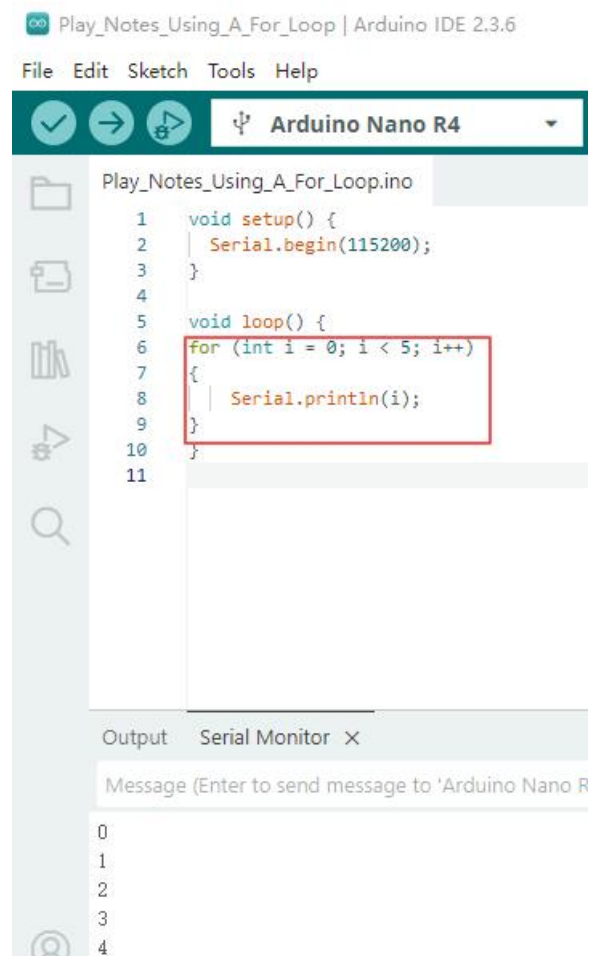 Play_Notes_Using_A_For_Loop | Arduino IDE 2.3.6
File Edit Sketch Tools Help
Arduino Nano R4
Play_Notes_Using_A_For_Loop.ino
1 void setup() {
2 Serial.begin(115200);
3 }
4
5 void loop() {
6 for (int i = 0; i < 5; i++)
7 {
8 Serial.println(i);
9 }
10 }
11
Output Serial Monitor ×
Message (Enter to send message to 'Arduino Nano R
0
1
2
3
4